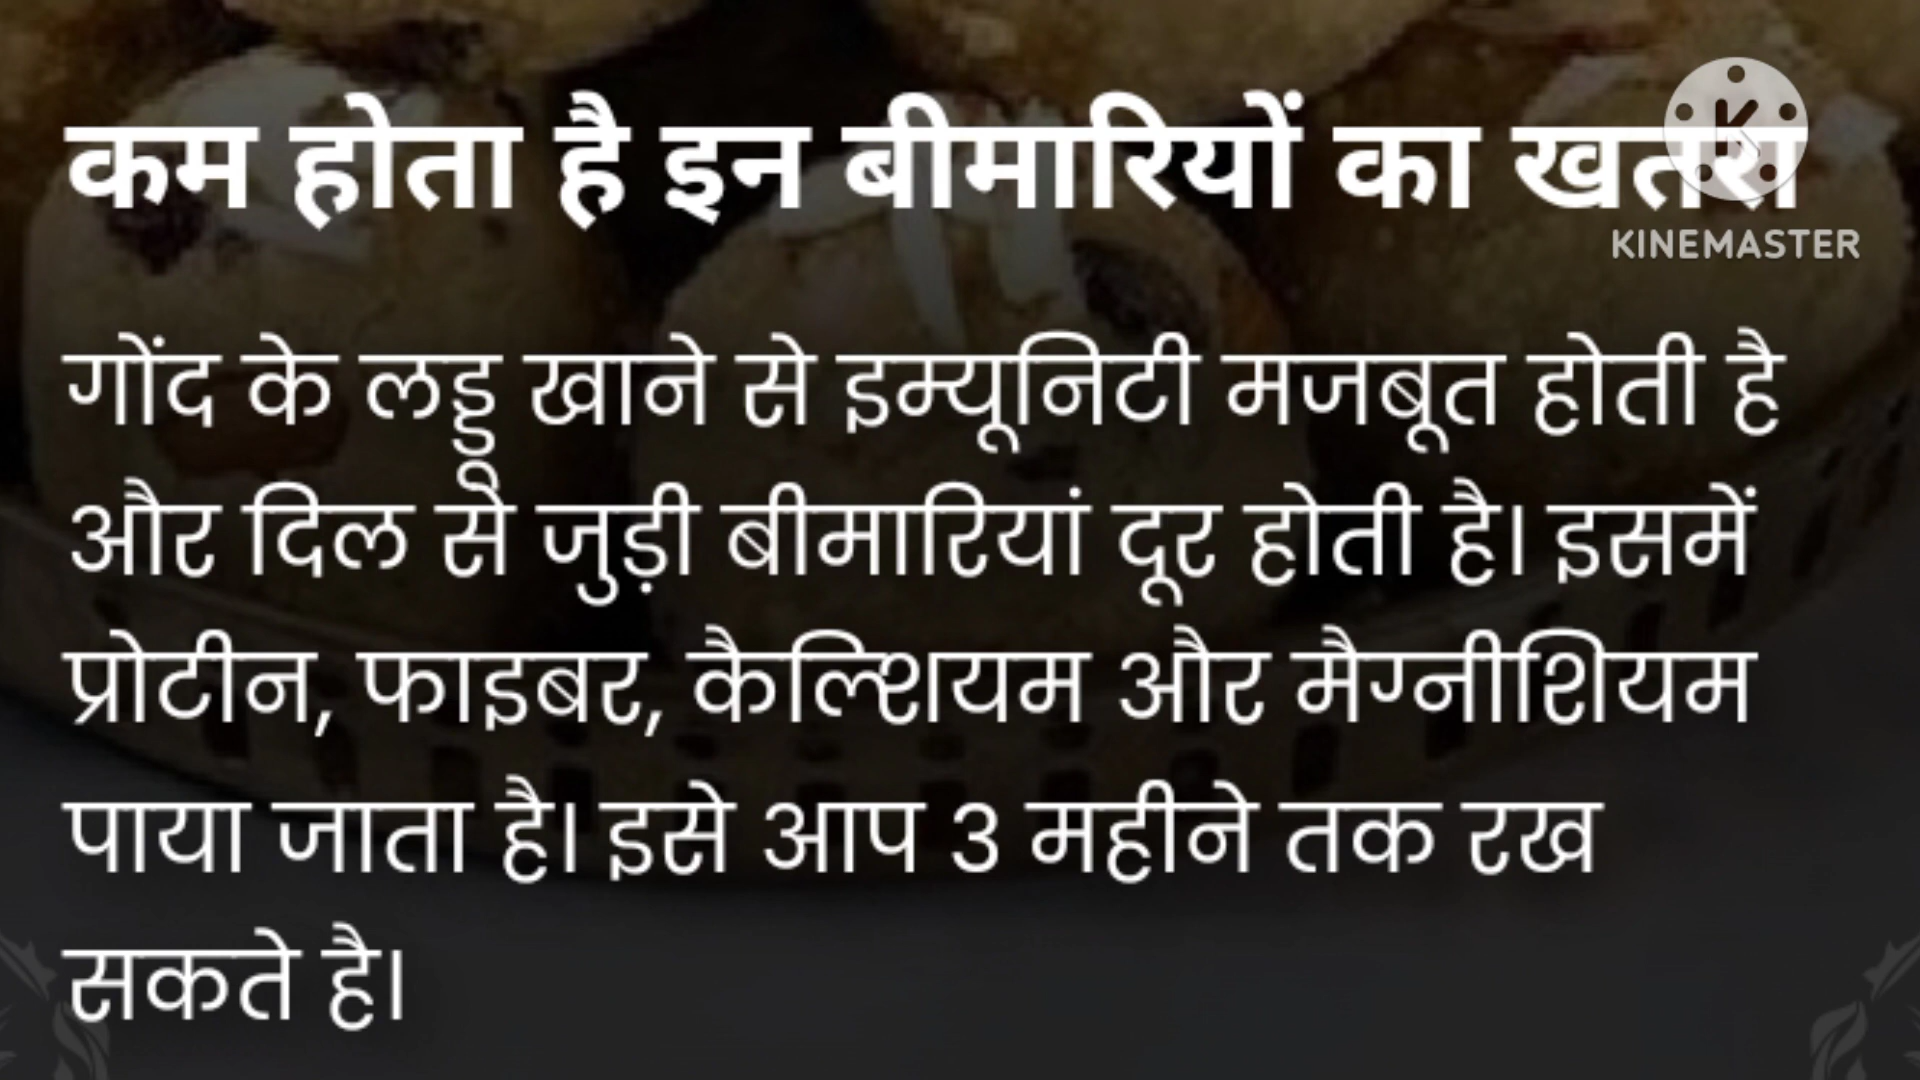 कम होता है इन बीमारियों का खतरा
KINEMASTER
गोंद के लड्डू खाने से इम्यूनिटी मजबूत होती है
और दिल से जुड़ी बीमारियां दूर होती है। इसमें
प्रोटीन, फाइबर, कैल्शियम और मैग्नीशियम
पाया जाता है। इसे आप 3 महीने तक रख
सकते है।